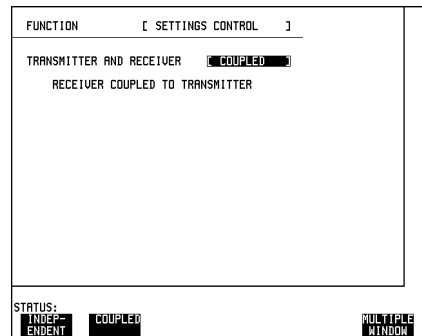 FUNCTION [ SETTINGS CONTROL ]
TRANSMITTER AND RECEIVER [ COUPLED ]
RECEIVER COUPLED TO TRANSMITTER
STATUS:
INDEP- COUPLED MULTIPLE
ENDENT WINDOW